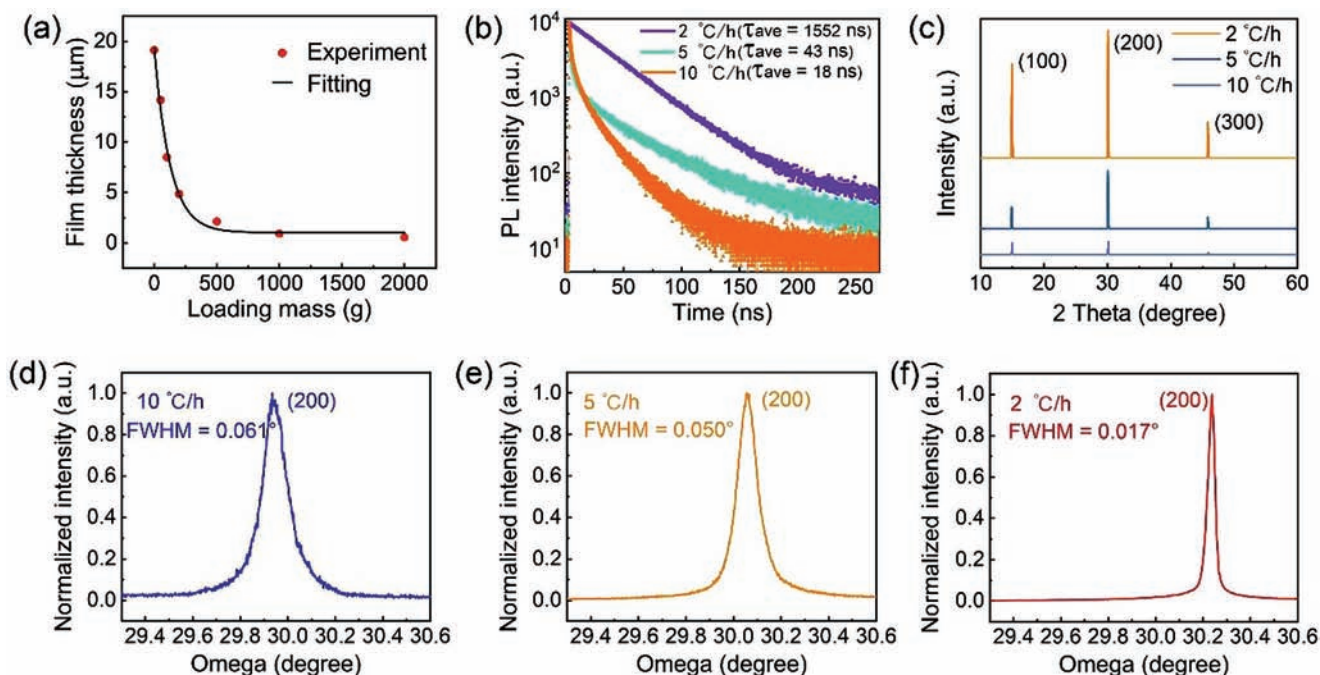 (a)
Film thickness (μm)
20
15
10
5
0
Experiment
Fitting
0 500 1000 1500 2000
Loading mass (g)
(b)
PL intensity (a.u.)
10⁴
10³
10²
10¹
2 °C/h(τave = 1552 ns)
5 °C/h(τave = 43 ns)
10 °C/h(τave = 18 ns)
0 50 100 150 200 250
Time (ns)
(c)
Intensity (a.u.)
(100)
(200)
(300)
2 °C/h
5 °C/h
10 °C/h
10 20 30 40 50 60
2 Theta (degree)
(d)
Normalized intensity (a.u.)
1.0
0.8
0.6
0.4
0.2
0.0
10 °C/h
(200)
FWHM = 0.061°
29.4 29.6 29.8 30.0 30.2 30.4 30.6
Omega (degree)
(e)
Normalized intensity (a.u.)
1.0
0.8
0.6
0.4
0.2
0.0
5 °C/h
(200)
FWHM = 0.050°
29.4 29.6 29.8 30.0 30.2 30.4 30.6
Omega (degree)
(f)
Normalized intensity (a.u.)
1.0
0.8
0.6
0.4
0.2
0.0
2 °C/h
(200)
FWHM = 0.017°
29.4 29.6 29.8 30.0 30.2 30.4 30.6
Omega (degree)